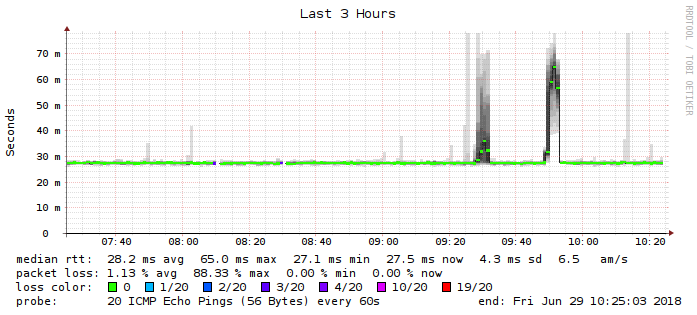 Last 3 Hours
RRDTOOL / TOBI OETIKER
Seconds
70 m
60 m
50 m
40 m
30 m
20 m
10 m
0
07:40 08:00 08:20 08:40 09:00 09:20 09:40 10:00 10:20
median rtt: 28.2 ms avg 65.0 ms max 27.1 ms min 27.5 ms now 4.3 ms sd 6.5 am/s
packet loss: 1.13 % avg 88.33 % max 0.00 % min 0.00 % now
loss color: 0 1/20 2/20 3/20 4/20 10/20 19/20
probe: 20 ICMP Echo Pings (56 Bytes) every 60s end: Fri Jun 29 10:25:03 2018